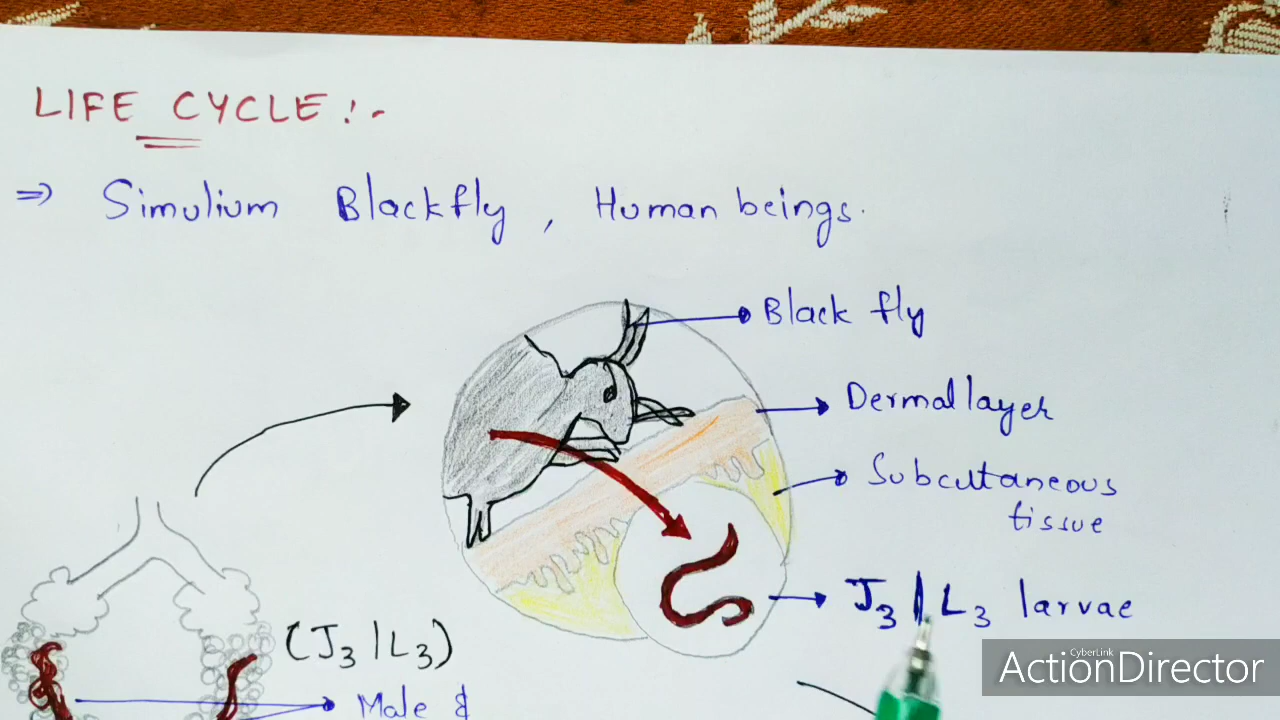 LIFE CYCLE :-
⇒ Simulium Blackfly , Human beings.
Black fly
Dermal layer
Subcutaneous
tissue
J3 | L3 larvae
(J3 | L3)
Male &
CyberLink
ActionDirector